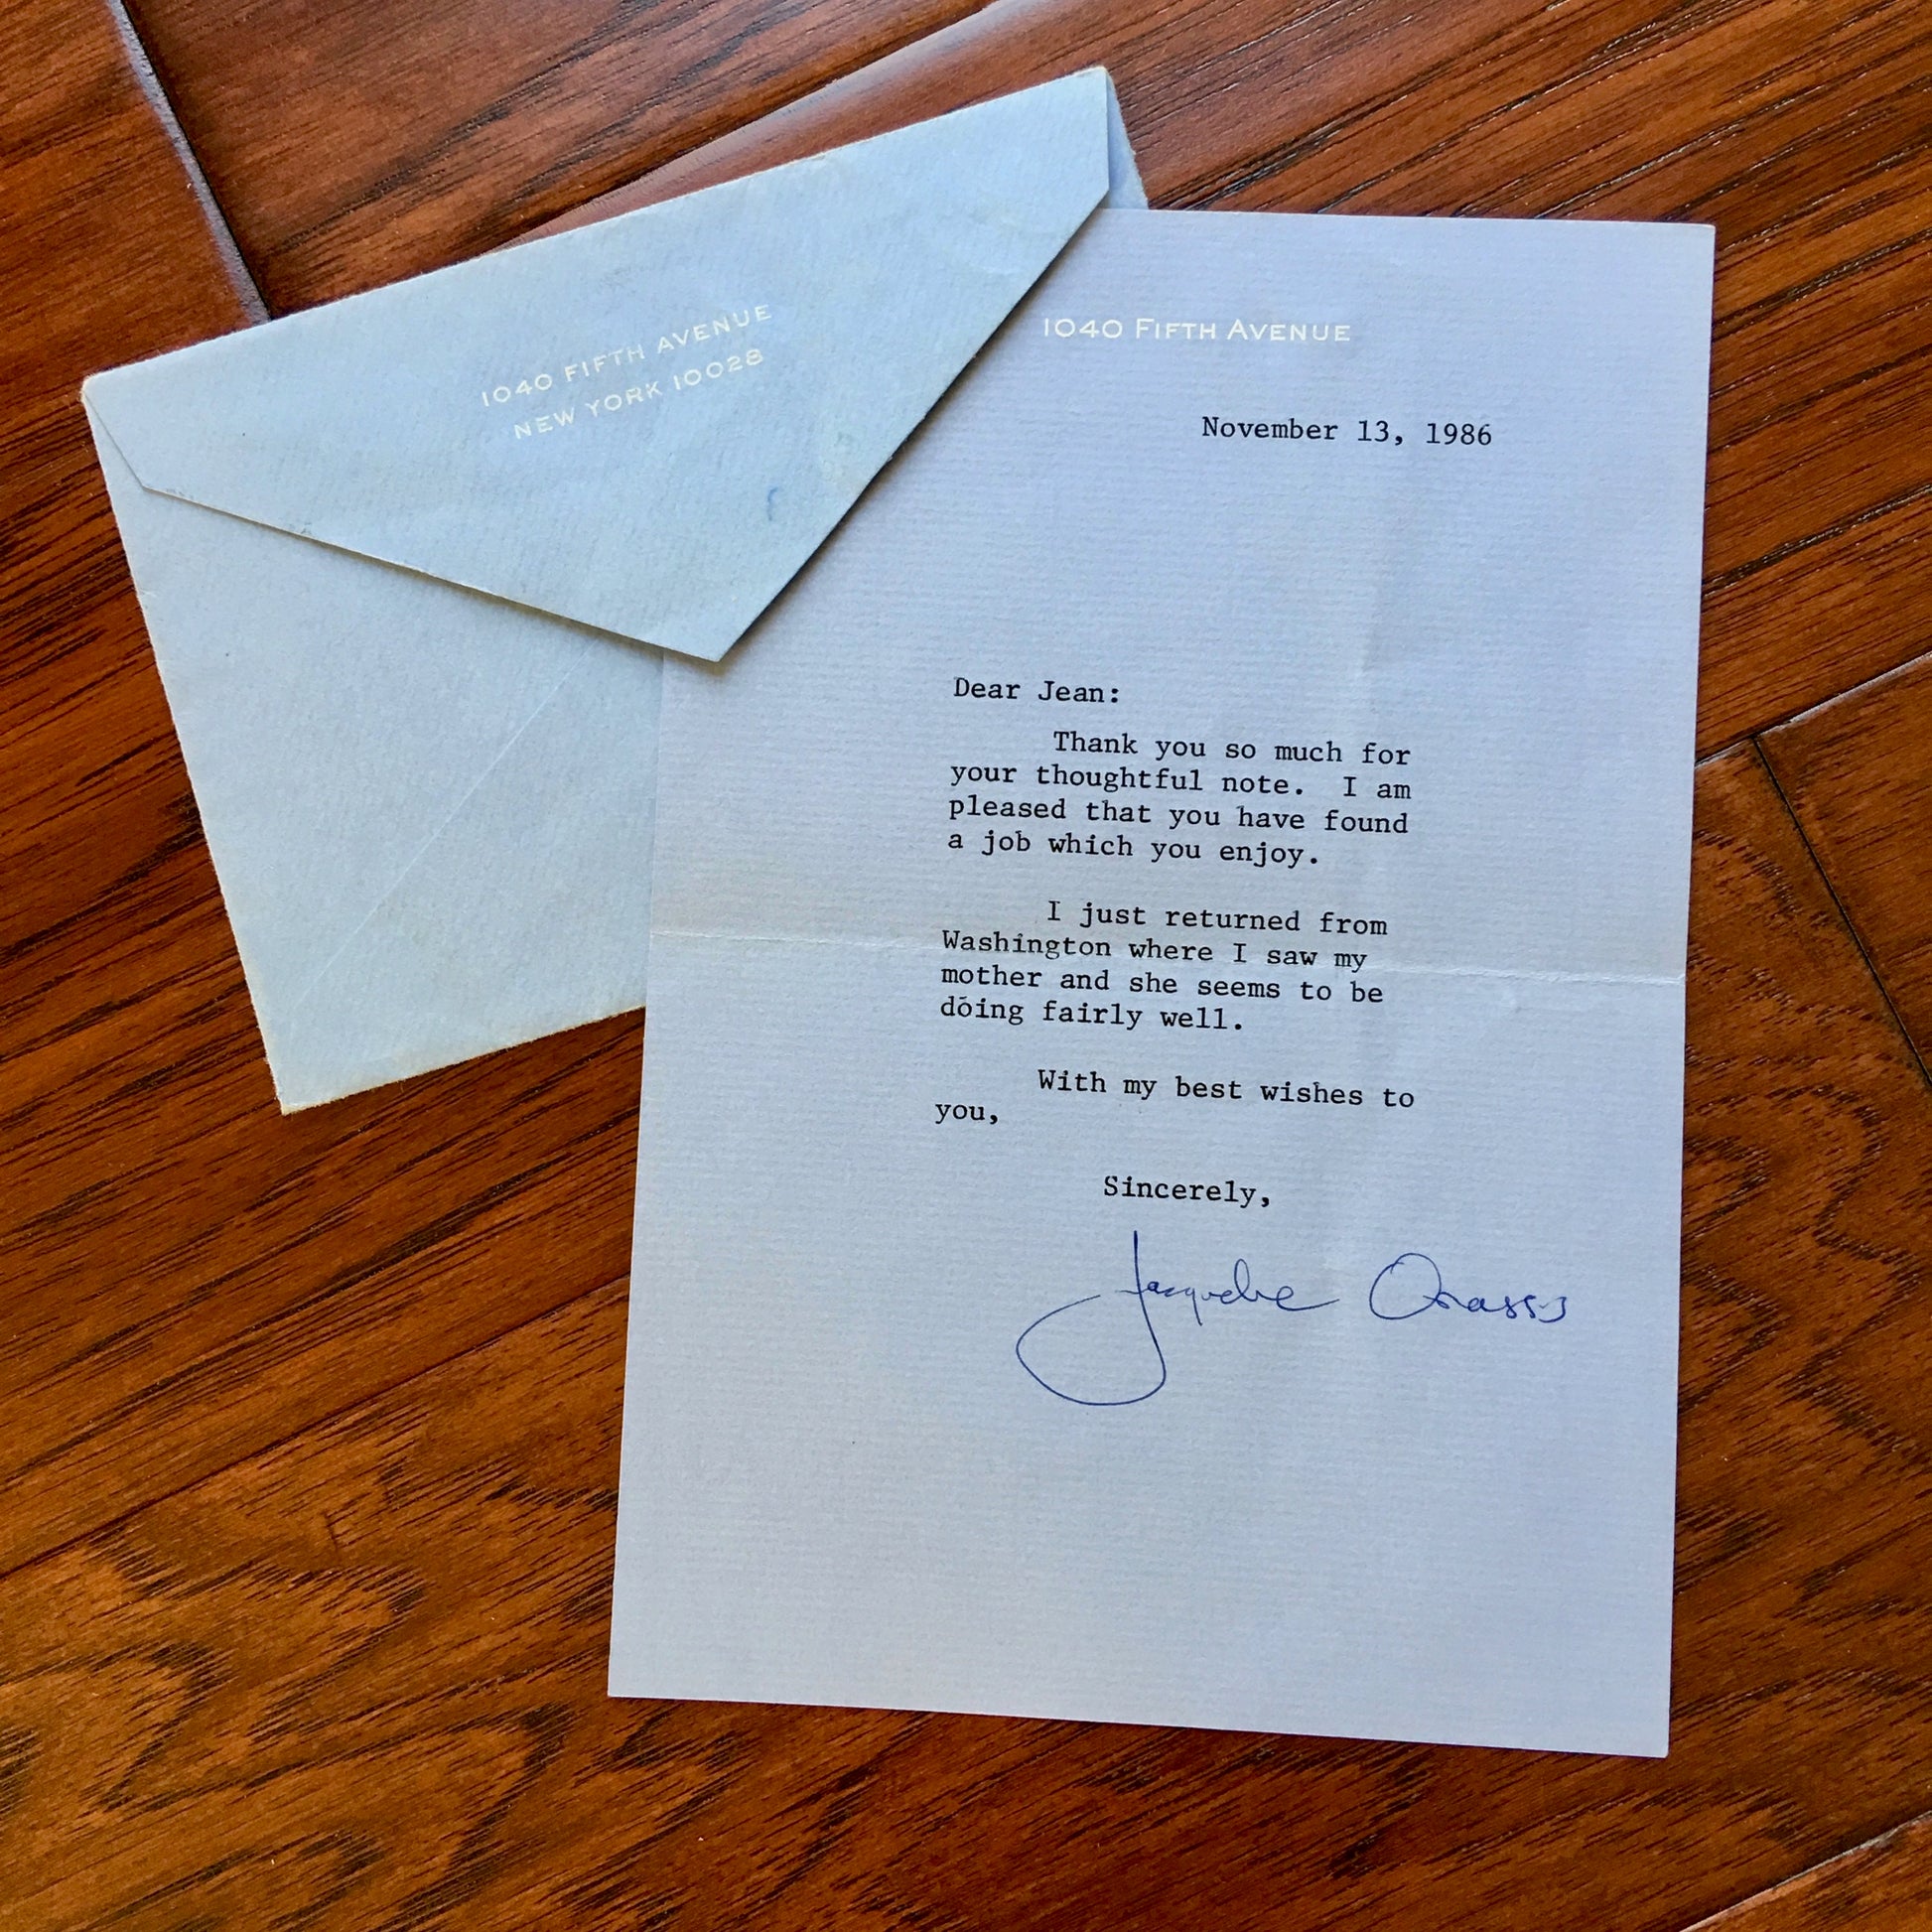 1040 FIFTH AVENUE
NEW YORK 10028
1040 FIFTH AVENUE
November 13, 1986
Dear Jean:
Thank you so much for
your thoughtful note. I am
pleased that you have found
a job which you enjoy.
I just returned from
Washington where I saw my
mother and she seems to be
doing fairly well.
With my best wishes to
you,
Sincerely,
Jacqueline Onassis